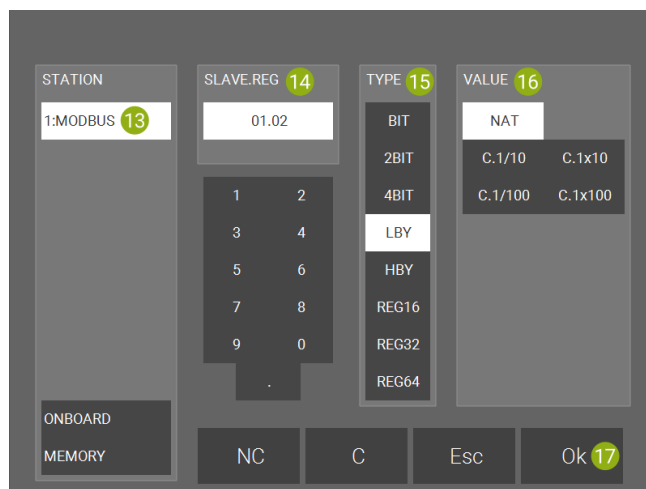 STATION
1:MODBUS 13
ONBOARD
MEMORY
SLAVE.REG 14
01.02
1 2
3 4
5 6
7 8
9 0
.
TYPE 15
BIT
2BIT
4BIT
LBY
HBY
REG16
REG32
REG64
VALUE 16
NAT
C.1/10 C.1x10
C.1/100 C.1x100
NC C Esc Ok 17